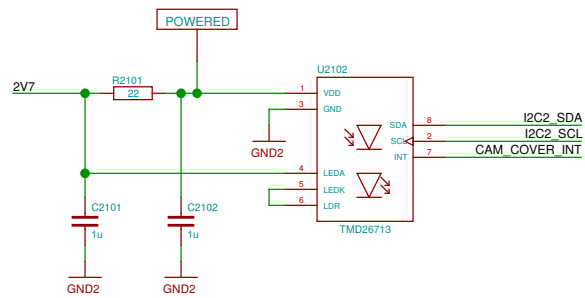 POWERED
U2102
2V7
R2101
22
1
VDD
3
GND
SDA
8
I2C2_SDA
SCL
2
I2C2_SCL
INT
7
CAM_COVER_INT
GND2
4
LEDA
5
LEDK
6
LDR
C2101
1u
C2102
1u
TMD26713
GND2
GND2